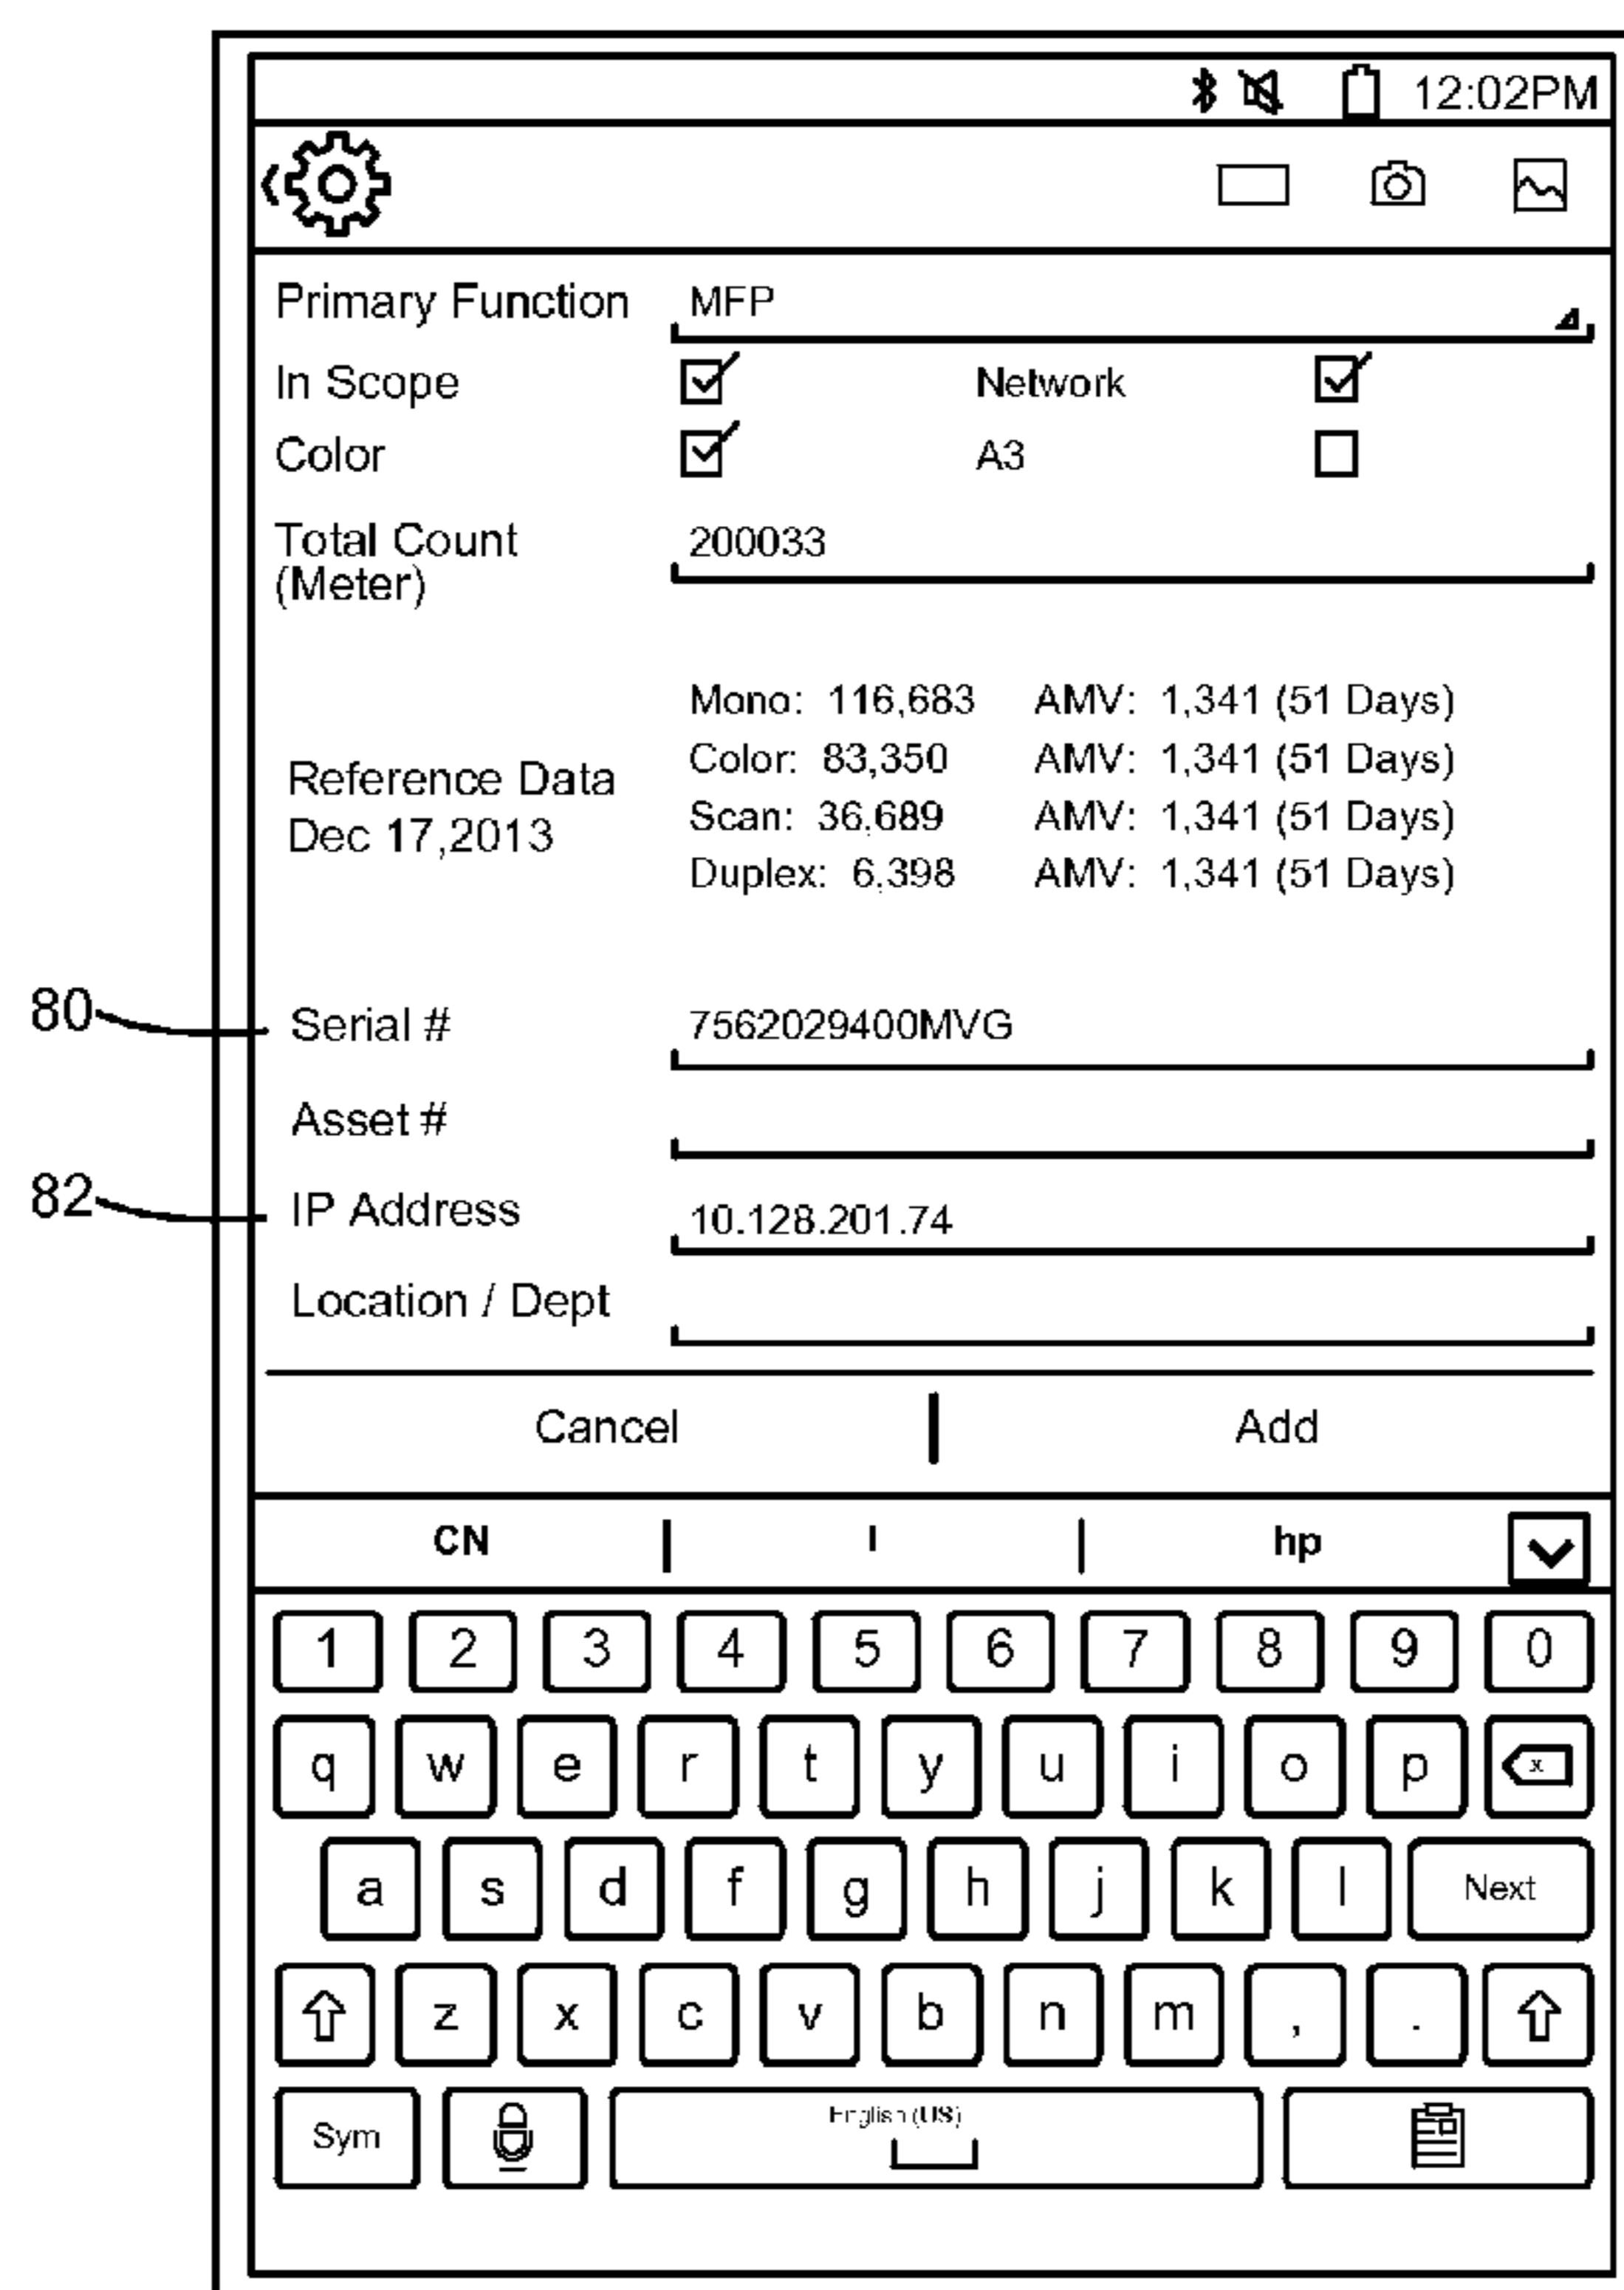 12:02PM
Primary Function MFP
In Scope Network
Color A3
Total Count 200033
(Meter)
Mono: 116,683 AMV: 1,341 (51 Days)
Color: 83,350 AMV: 1,341 (51 Days)
Reference Data
Scan: 36,689 AMV: 1,341 (51 Days)
Dec 17,2013
Duplex: 6,398 AMV: 1,341 (51 Days)
80 Serial # 7562029400MVG
Asset #
82 IP Address 10.128.201.74
Location / Dept
Cancel Add
CN ' hp
1 2 3 4 5 6 7 8 9 0
q w e r t y u i o p x
a s d f g h j k l Next
z x c v b n m , .
Sym English (US)